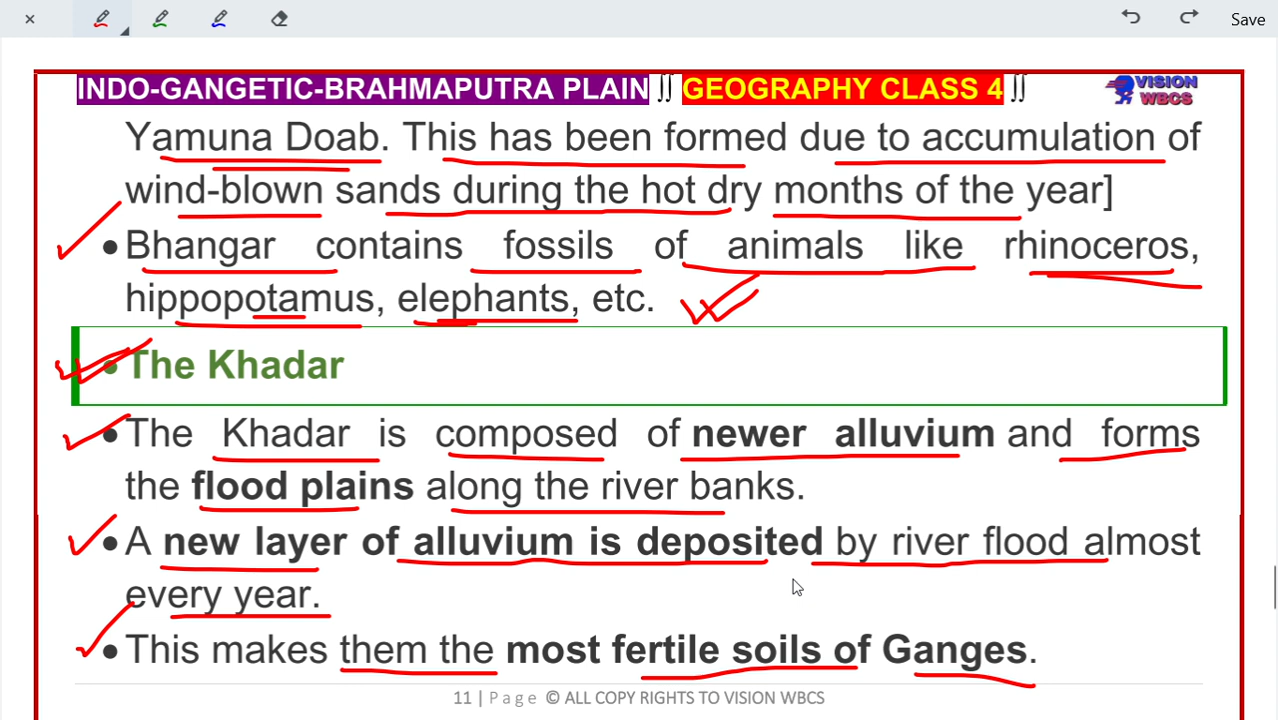 Save
INDO-GANGETIC-BRAHMAPUTRA PLAIN GEOGRAPHY CLASS 4
VISION
WBCS
Yamuna Doab. This has been formed due to accumulation of
wind-blown sands during the hot dry months of the year]
• Bhangar contains fossils of animals like rhinoceros,
hippopotamus, elephants, etc.
• The Khadar
• The Khadar is composed of newer alluvium and forms
the flood plains along the river banks.
• A new layer of alluvium is deposited by river flood almost
every year.
• This makes them the most fertile soils of Ganges.
11 | Page © ALL COPY RIGHTS TO VISION WBCS